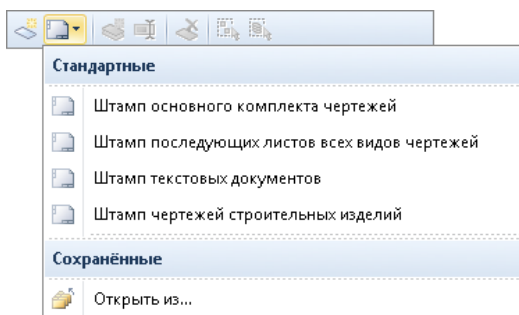 Стандартные
Штамп основного комплекта чертежей
Штамп последующих листов всех видов чертежей
Штамп текстовых документов
Штамп чертежей строительных изделий
Сохранённые
Открыть из...